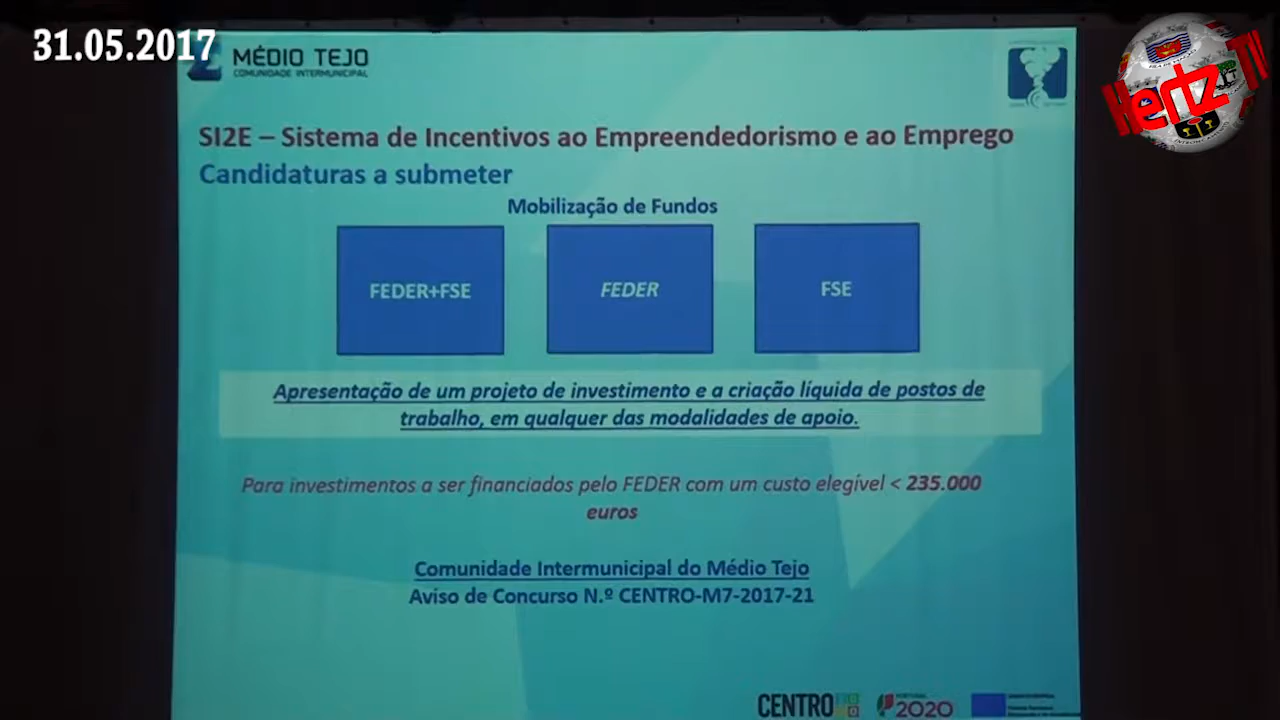 31.05.2017
MÉDIO TEJO
COMUNIDADE INTERMUNICIPAL
Hertz TV
SI2E – Sistema de Incentivos ao Empreendedorismo e ao Emprego
Candidaturas a submeter
Mobilização de Fundos
FEDER+FSE
FEDER
FSE
Apresentação de um projeto de investimento e a criação líquida de postos de
trabalho, em qualquer das modalidades de apoio.
Para investimentos a ser financiados pelo FEDER com um custo elegível < 235.000
euros
Comunidade Intermunicipal do Médio Tejo
Aviso de Concurso N.º CENTRO-M7-2017-21
CENTRO
PORTUGAL
2020